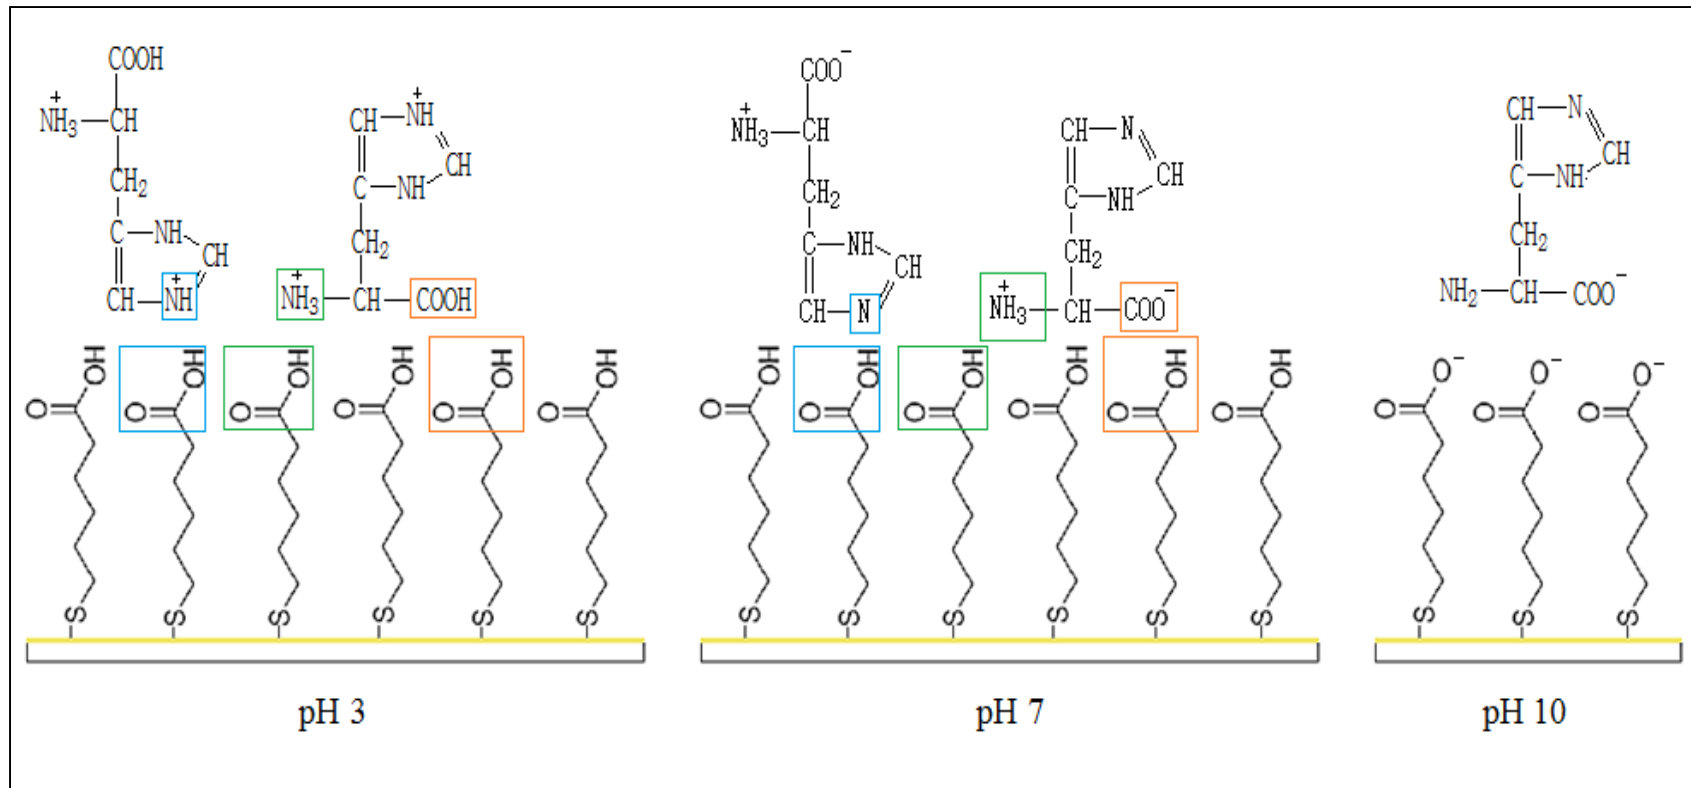 COOH
+
NH3 CH
CH2
C NH
CH
+
CH NH
+
CH NH
CH
C NH
CH2
+
NH3 CH COOH
OH OH OH OH OH OH
O O O O O O
S S S S S S
pH 3
COO-
+
NH3 CH
CH2
C NH
CH
CH N
CH N
CH
C NH
CH2
+
NH3 CH COO-
OH OH OH OH OH OH
O O O O O O
S S S S S S
pH 7
CH N
CH
C NH
CH2
NH2 CH COO-
O- O- O-
O O O
S S S
pH 10